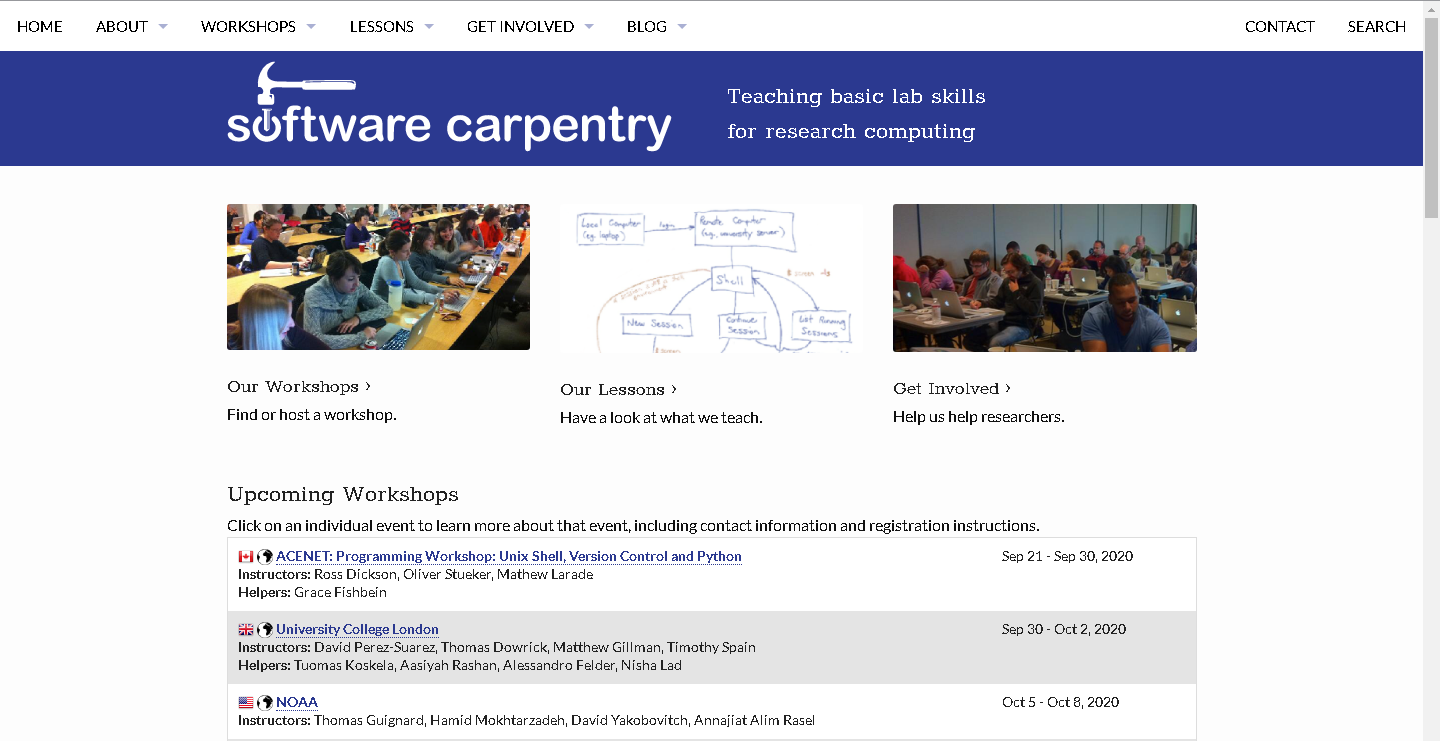 HOME ABOUT WORKSHOPS LESSONS GET INVOLVED BLOG CONTACT SEARCH
software carpentry
Teaching basic lab skills
for research computing
Local Computer
(eg. laptop)
login
Remote Computer
(e.g., university server)
Shell
New Session
Session
List Running
Sessions
$ screen
Our Workshops ›
Find or host a workshop.
Our Lessons ›
Have a look at what we teach.
Get Involved ›
Help us help researchers.
Upcoming Workshops
Click on an individual event to learn more about that event, including contact information and registration instructions.
ACENET: Programming Workshop: Unix Shell, Version Control and Python Sep 21 - Sep 30, 2020
Instructors: Ross Dickson, Oliver Stueker, Mathew Larade
Helpers: Grace Fishbein
University College London Sep 30 - Oct 2, 2020
Instructors: David Perez-Suarez, Thomas Dowrick, Matthew Gillman, Timothy Spain
Helpers: Tuomas Koskela, Aasiyah Rashan, Alessandro Felder, Nisha Lad
NOAA Oct 5 - Oct 8, 2020
Instructors: Thomas Guignard, Hamid Mokhtarzadeh, David Yakobovitch, Annajiat Alim Rasel